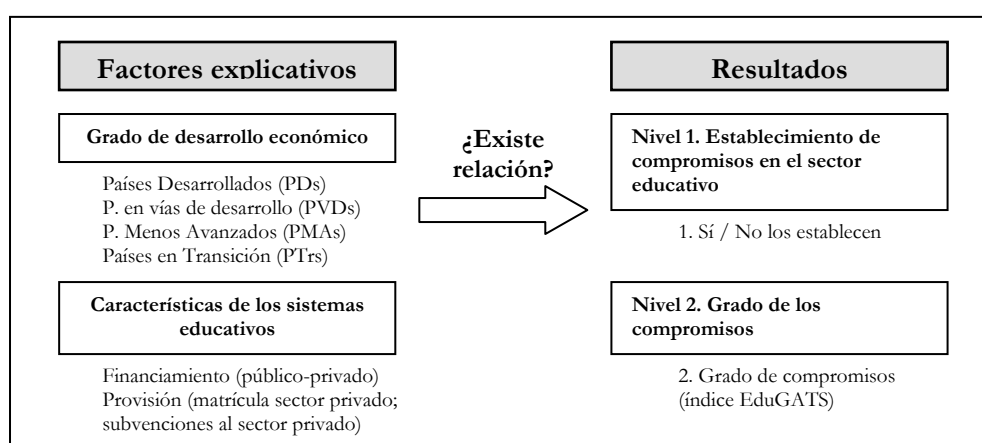 Factores explicativos
Grado de desarrollo económico
Países Desarrollados (PDs)
P. en vías de desarrollo (PVDs)
P. Menos Avanzados (PMAs)
Países en Transición (PTrs)
Características de los sistemas
educativos
Financiamiento (público-privado)
Provisión (matrícula sector privado;
subvenciones al sector privado)
¿Existe
relación?
Resultados
Nivel 1. Establecimiento de
compromisos en el sector
educativo
1. Sí / No los establecen
Nivel 2. Grado de los
compromisos
2. Grado de compromisos
(índice EduGATS)